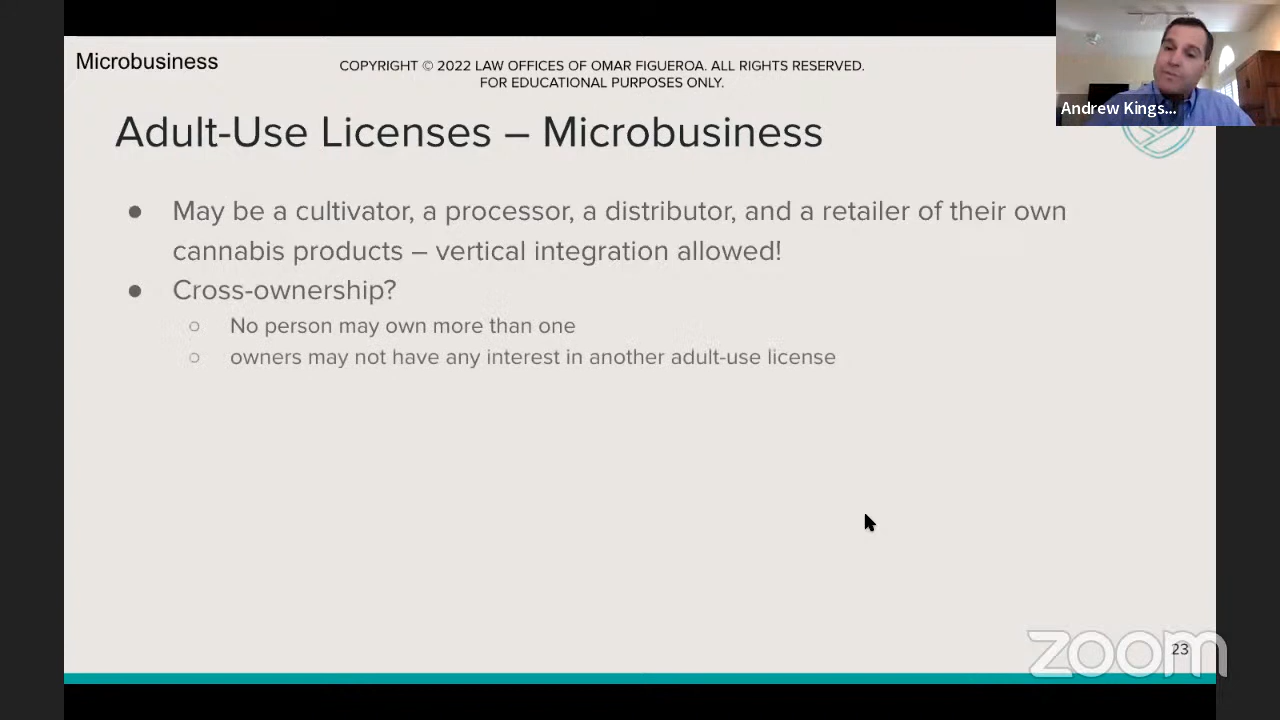 Microbusiness
COPYRIGHT © 2022 LAW OFFICES OF OMAR FIGUEROA. ALL RIGHTS RESERVED.
FOR EDUCATIONAL PURPOSES ONLY.
Andrew Kings...
Adult-Use Licenses – Microbusiness
● May be a cultivator, a processor, a distributor, and a retailer of their own
cannabis products – vertical integration allowed!
● Cross-ownership?
○ No person may own more than one
○ owners may not have any interest in another adult-use license
zoom
23